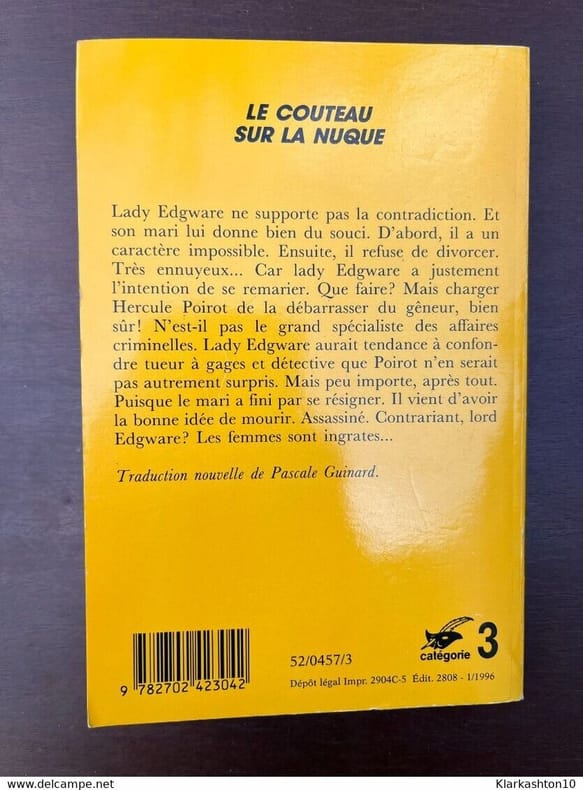 LE COUTEAU
SUR LA NUQUE
Lady Edgware ne supporte pas la contradiction. Et
son mari lui donne bien du souci. D'abord, il a un
caractère impossible. Ensuite, il refuse de divorcer.
Très ennuyeux... Car lady Edgware a justement
l'intention de se remarier. Que faire? Mais charger
Hercule Poirot de la débarrasser du gêneur, bien
sûr! N'est-il pas le grand spécialiste des affaires
criminelles. Lady Edgware aurait tendance à confon-
dre tueur à gages et détective que Poirot n'en serait
pas autrement surpris. Mais peu importe, après tout.
Puisque le mari a fini par se résigner. Il vient d'avoir
la bonne idée de mourir. Assassiné. Contrariant, lord
Edgware? Les femmes sont ingrates...
Traduction nouvelle de Pascale Guinard.
catégorie 3
52/0457/3
9 782702 423042
Dépôt légal Impr. 2904C-5 Édit. 2808 - 1/1996
www.delcampe.net
Klarkashton10